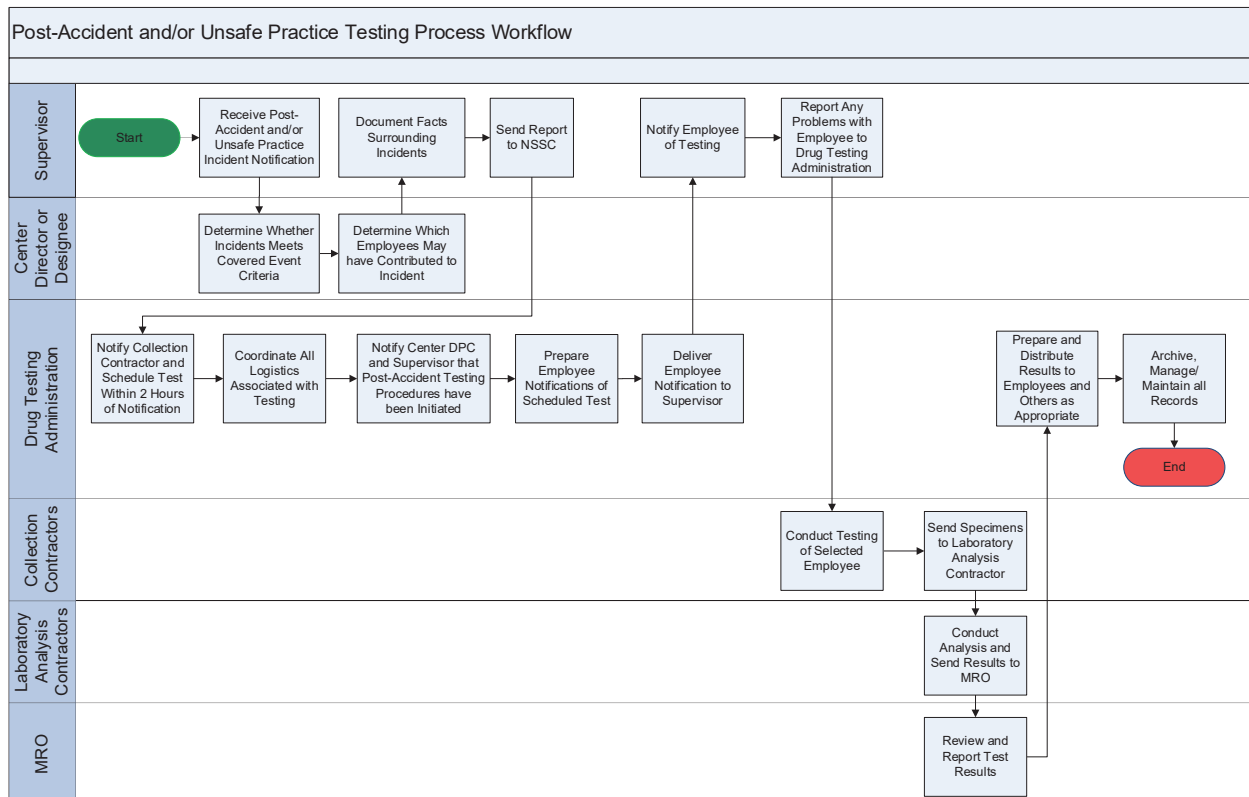 Post-Accident and/or Unsafe Practice Testing Process Workflow
Supervisor
Start
Receive Post-
Accident and/or
Unsafe Practice
Incident Notification
Document Facts
Surrounding
Incidents
Send Report
to NSSC
Notify Employee
of Testing
Report Any
Problems with
Employee to
Drug Testing
Administration
Center
Director or
Designee
Determine Whether
Incidents Meets
Covered Event
Criteria
Determine Which
Employees May
have Contributed to
Incident
Drug Testing
Administration
Notify Collection
Contractor and
Schedule Test
Within 2 Hours
of Notification
Coordinate All
Logistics
Associated with
Testing
Notify Center DPC
and Supervisor that
Post-Accident Testing
Procedures have
been Initiated
Prepare
Employee
Notifications of
Scheduled Test
Deliver
Employee
Notification to
Supervisor
Prepare and
Distribute
Results to
Employees and
Others as
Appropriate
Archive,
Manage/
Maintain all
Records
End
Collection
Contractors
Conduct Testing
of Selected
Employee
Send Specimens
to Laboratory
Analysis
Contractor
Laboratory
Analysis
Contractors
Conduct
Analysis and
Send Results to
MRO
MRO
Review and
Report Test
Results